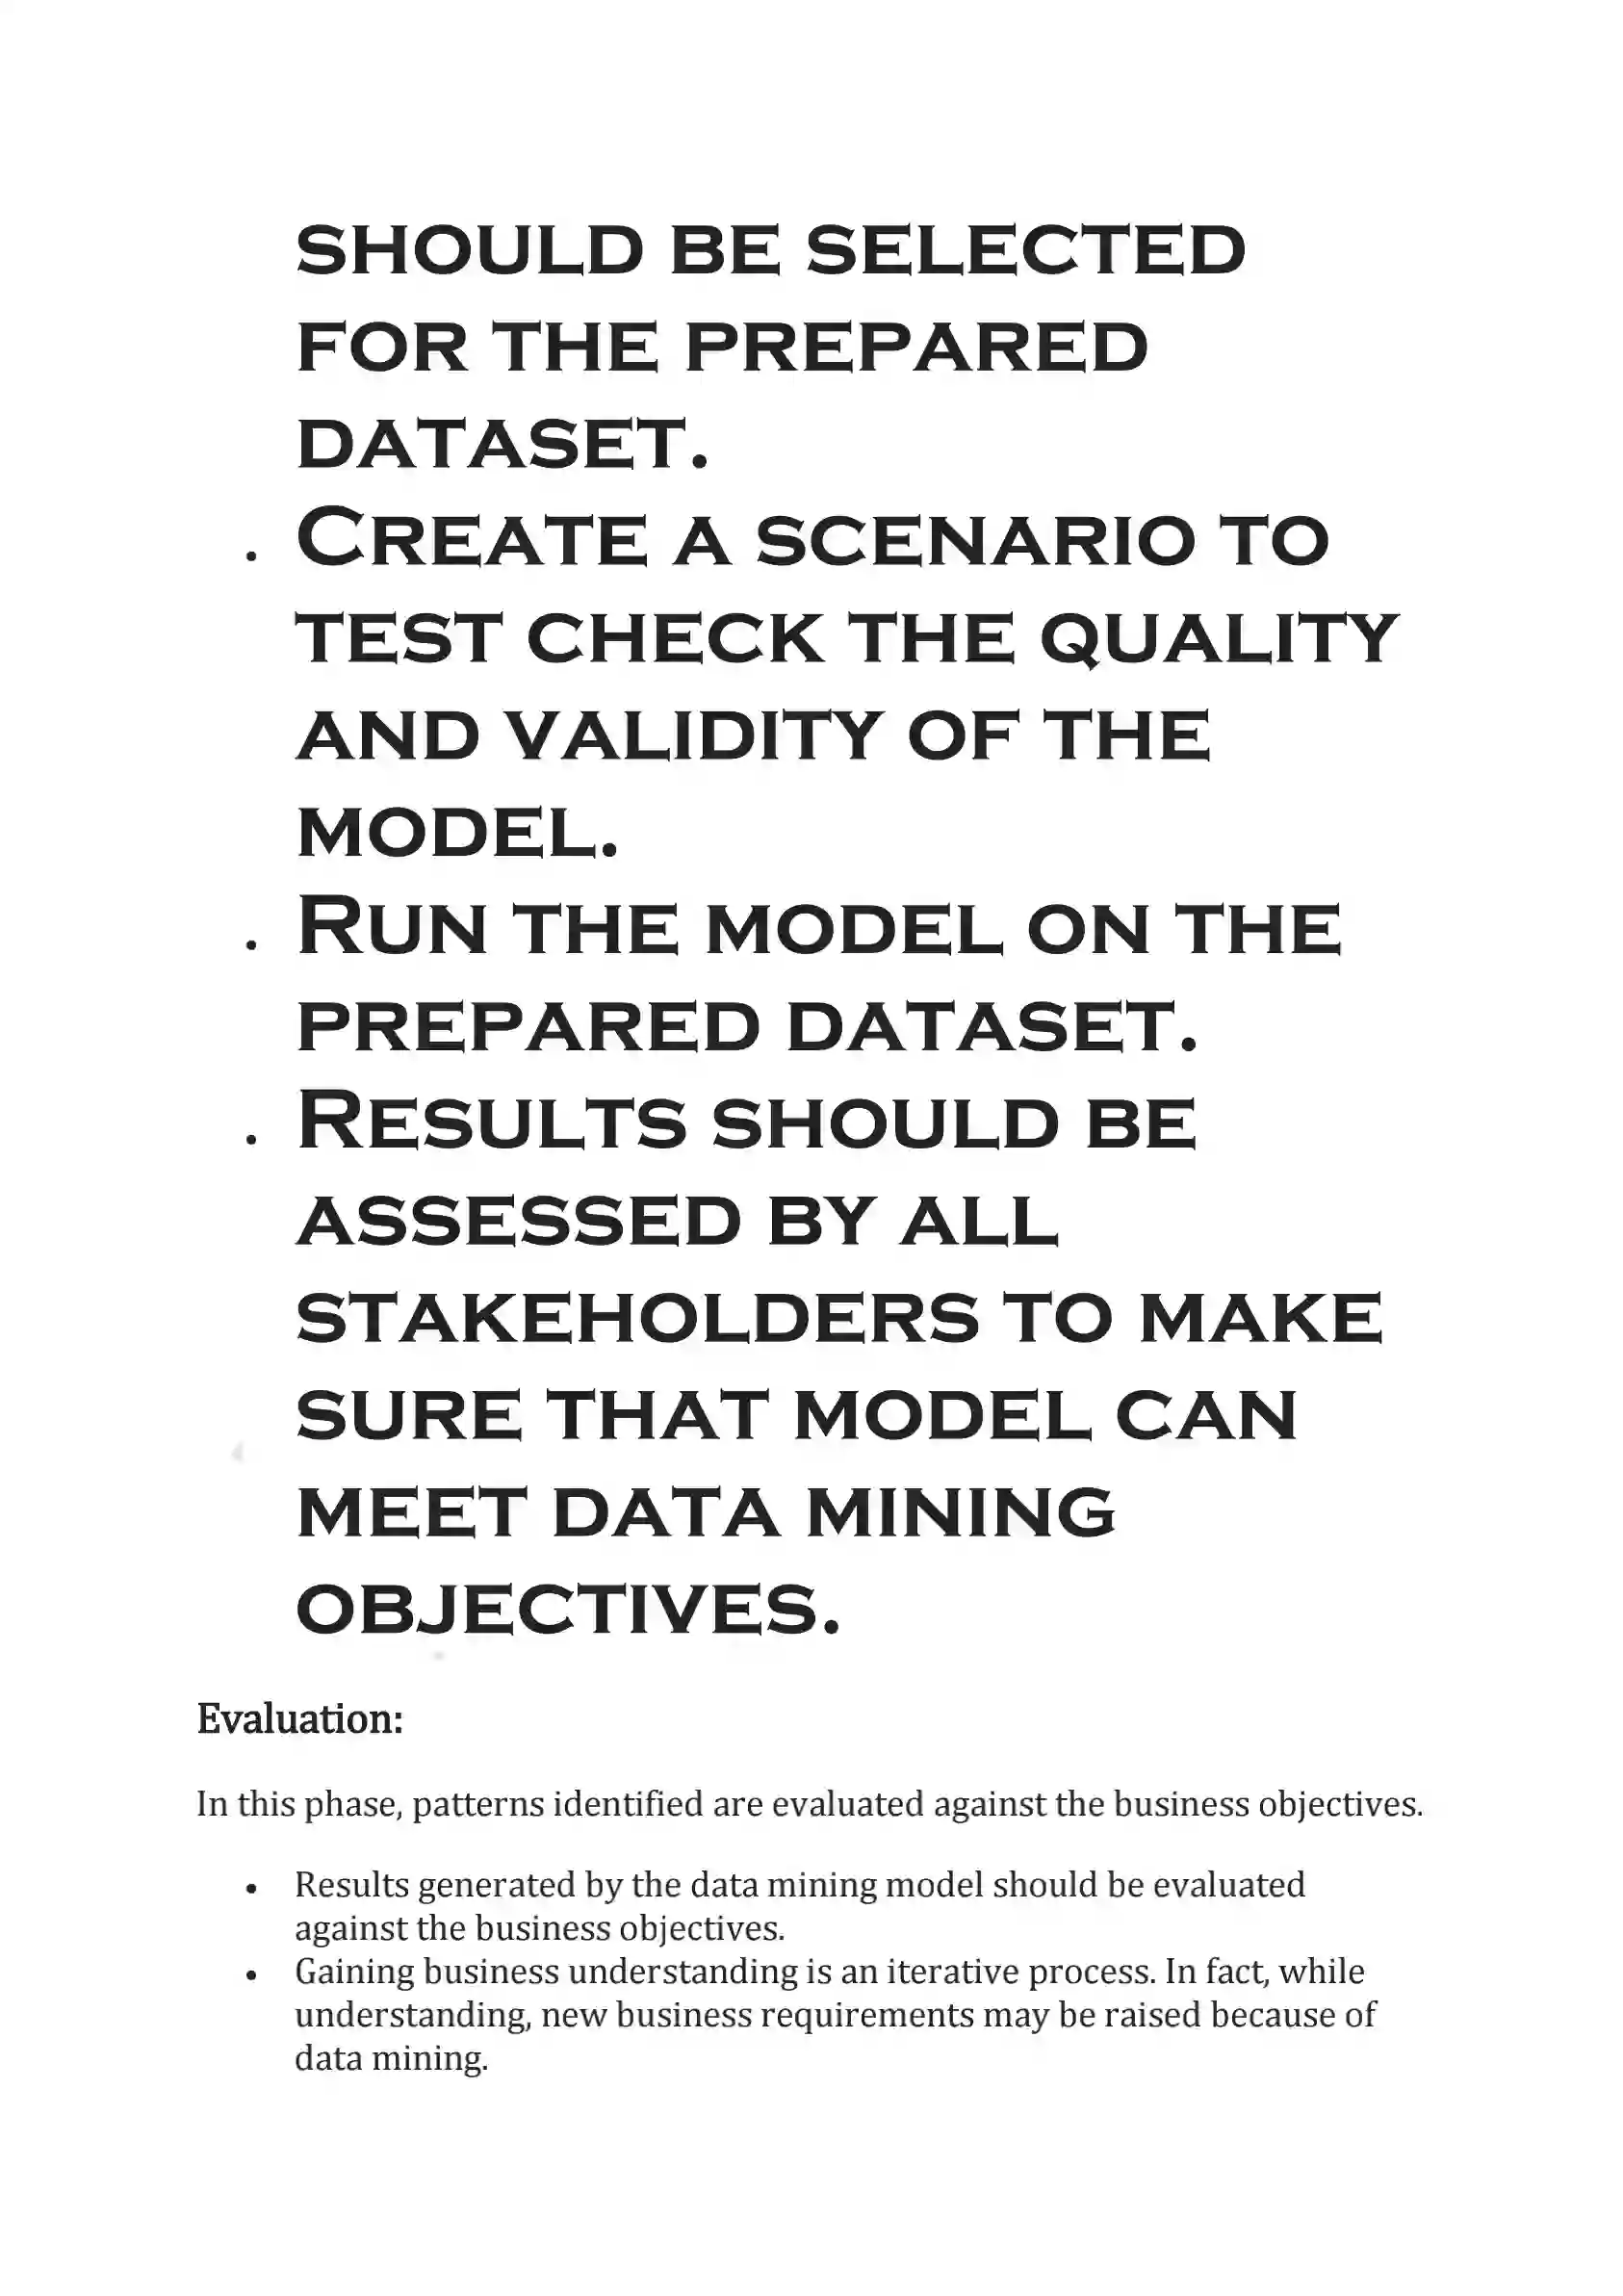 SHOULD BE SELECTED
FOR THE PREPARED
DATASET.
• CREATE A SCENARIO TO
TEST CHECK THE QUALITY
AND VALIDITY OF THE
MODEL.
• RUN THE MODEL ON THE
PREPARED DATASET.
• RESULTS SHOULD BE
ASSESSED BY ALL
STAKEHOLDERS TO MAKE
SURE THAT MODEL CAN
MEET DATA MINING
OBJECTIVES.
Evaluation:
In this phase, patterns identified are evaluated against the business objectives.
• Results generated by the data mining model should be evaluated
against the business objectives.
• Gaining business understanding is an iterative process. In fact, while
understanding, new business requirements may be raised because of
data mining.